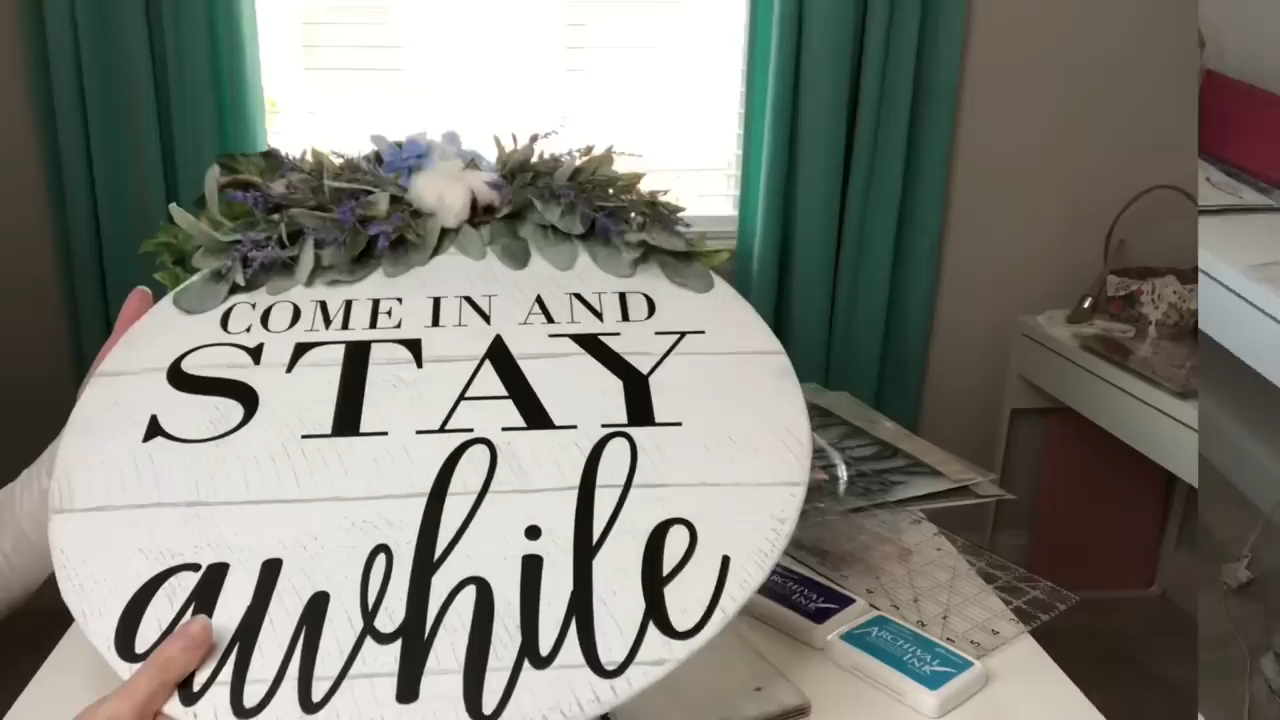 COME IN AND
STAY
awhile
ARCHIVAL
INK
ARCHIVAL
INK